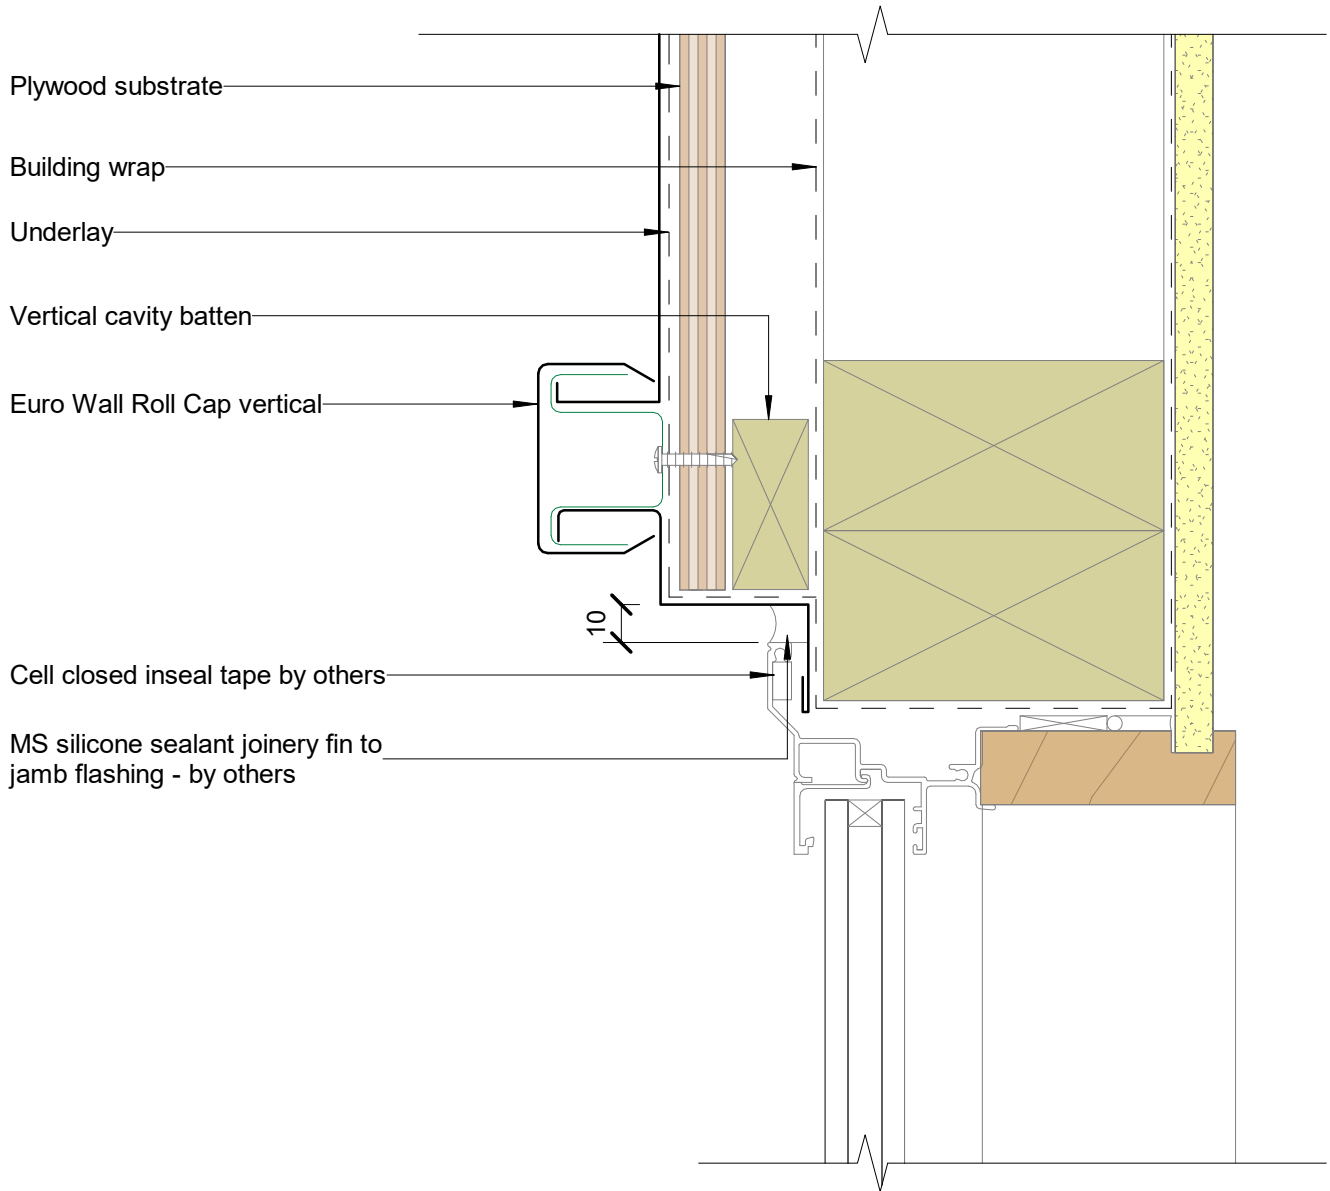 Plywood substrate
Building wrap
Underlay
Vertical cavity batten
Euro Wall Roll Cap vertical
10
Cell closed inseal tape by others
MS silicone sealant joinery fin to
jamb flashing - by others